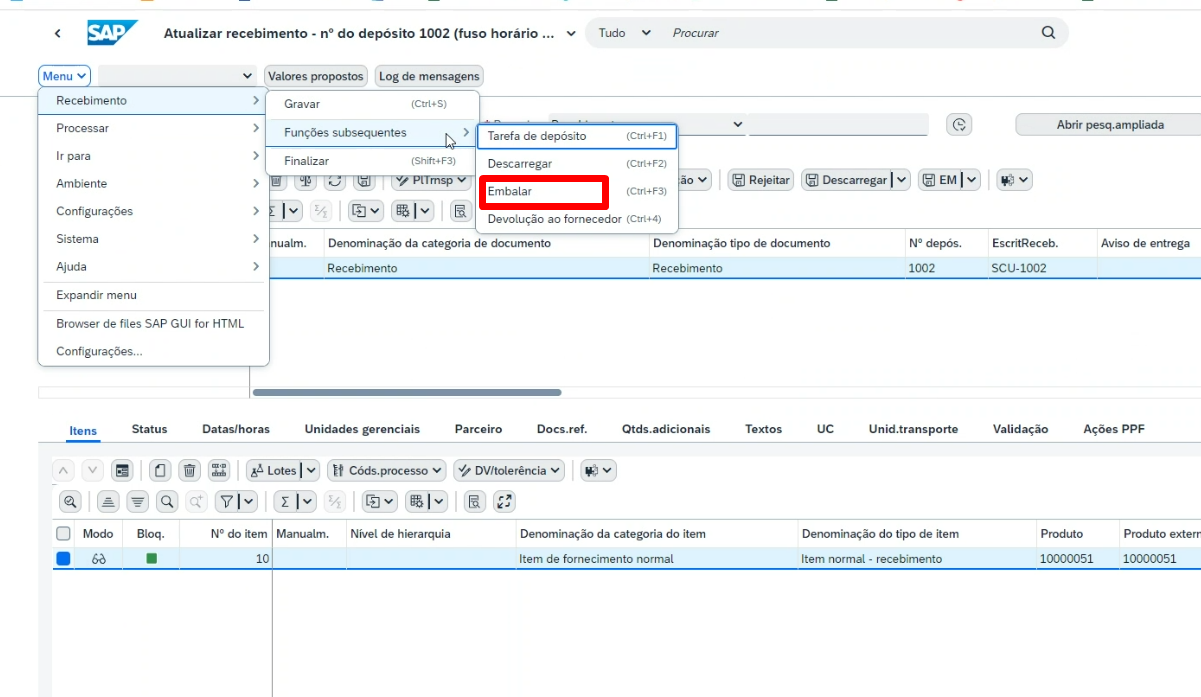 SAP
Atualizar recebimento - nº do depósito 1002 (fuso horário ...
Tudo
Procurar
Menu
Valores propostos
Log de mensagens
Recebimento
Processar
Ir para
Ambiente
Configurações
Sistema
Ajuda
Expandir menu
Browser de files SAP GUI for HTML
Configurações...
Gravar (Ctrl+S)
Funções subsequentes
Finalizar (Shift+F3)
Tarefa de depósito (Ctrl+F1)
Descarregar (Ctrl+F2)
Embalar (Ctrl+F3)
Devolução ao fornecedor (Ctrl+4)
Abrir pesq.ampliada
PlTrnsp
ção
Rejeitar
Descarregar
EM
nualm. Denominação da categoria de documento Denominação tipo de documento Nº depós. EscritReceb. Aviso de entrega
Recebimento Recebimento 1002 SCU-1002
Itens Status Datas/horas Unidades gerenciais Parceiro Docs.ref. Qtds.adicionais Textos UC Unid.transporte Validação Ações PPF
Lotes Códs.processo DV/tolerência
Modo Bloq. Nº do item Manualm. Nível de hierarquia Denominação da categoria do item Denominação do tipo de item Produto Produto extern
10 Item de fornecimento normal Item normal - recebimento 10000051 10000051